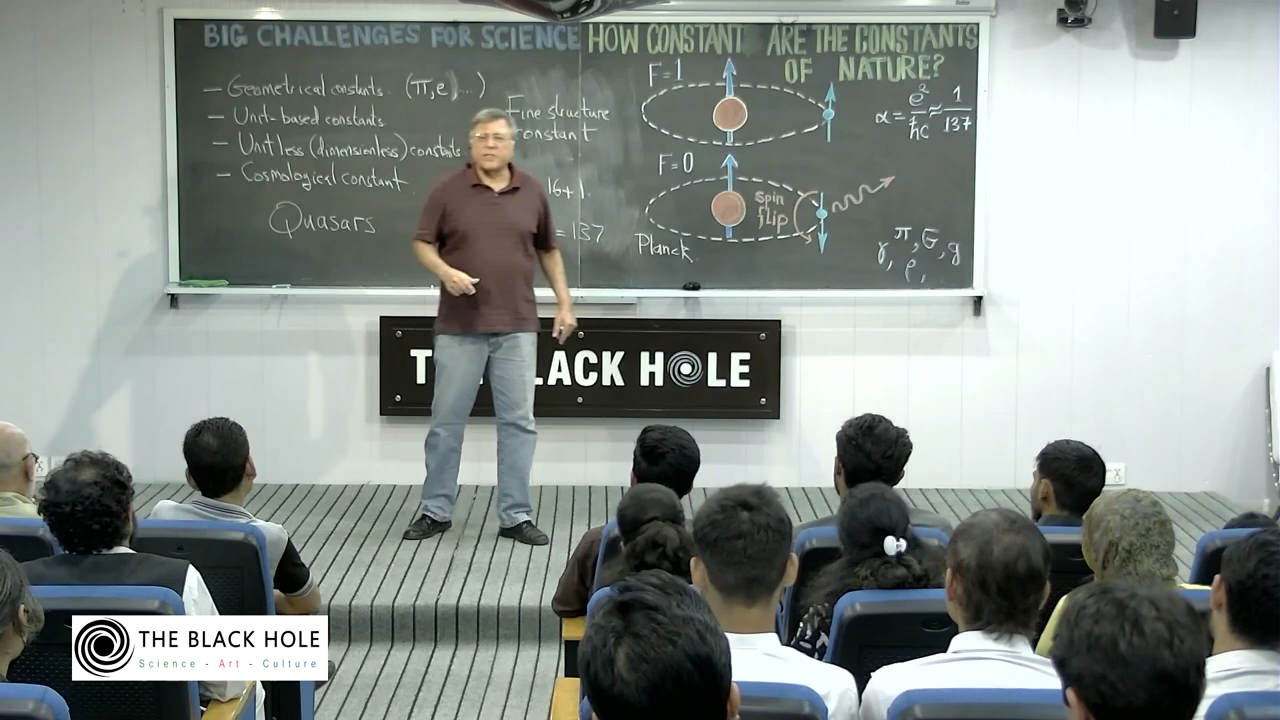 BIG CHALLENGES FOR SCIENCE
HOW CONSTANT ARE THE CONSTANTS
OF NATURE?
– Geometrical constants (π, e, ...)
– Unit-based constants
– Unitless (dimensionless) constants
– Cosmological constant
Quasars
Fine structure
constant
16+1
= 137
F=1
F=0
spin
flip
Planck
α = e²/ħc ≈ 1/137
γ, π, G, g
ρ,
T LACK HOLE
THE BLACK HOLE
Science - Art - Culture